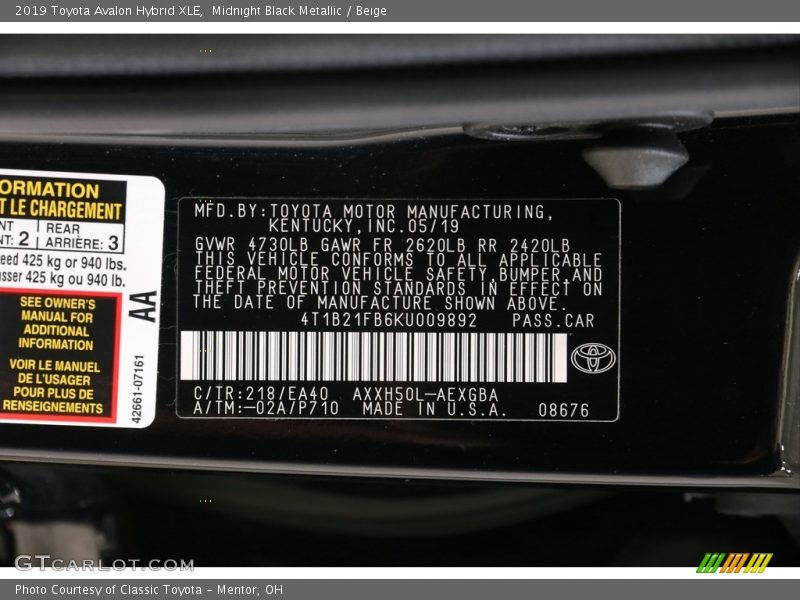 2019 Toyota Avalon Hybrid XLE,  Midnight Black Metallic / Beige
ORMATION
T LE CHARGEMENT
NT 2 REAR
NT: ARRIÈRE: 3
eed 425 kg or 940 lbs.
sser 425 kg ou 940 lb.
SEE OWNER'S
MANUAL FOR
ADDITIONAL
INFORMATION
VOIR LE MANUEL
DE L'USAGER
POUR PLUS DE
RENSEIGNEMENTS
AA
42661-07161
MFD.BY:TOYOTA MOTOR MANUFACTURING,
KENTUCKY,INC.05/19
GVWR 4730LB GAWR FR 2620LB RR 2420LB
THIS VEHICLE CONFORMS TO ALL APPLICABLE
FEDERAL MOTOR VEHICLE SAFETY,BUMPER,AND
THEFT PREVENTION STANDARDS IN EFFECT ON
THE DATE OF MANUFACTURE SHOWN ABOVE.
4T1B21FB6KU009892 PASS.CAR
C/TR:218/EA40 AXXH50L-AEXGBA
A/TM:-02A/P710 MADE IN U.S.A. 08676
GTCarlot.com
Photo Courtesy of Classic Toyota - Mentor, OH